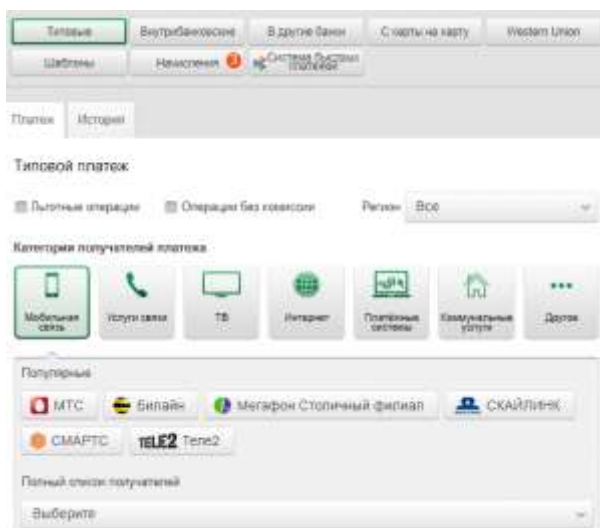 Типовые Внутрибанковские В другие банки С карты на карту Western Union
Шаблоны Начисления 3 Система быстрых платежей
Платеж История
Типовой платеж
Льготные операции Операции без комиссии Регион Все
Категории получателей платежа
Мобильная связь Услуги связи ТВ Интернет Платёжные системы Коммунальные услуги Другое
Популярные
МТС Билайн Мегафон Столичный филиал СКАЙЛИНК
СМАРТС TELE2 Теле2
Полный список получателей
Выберите